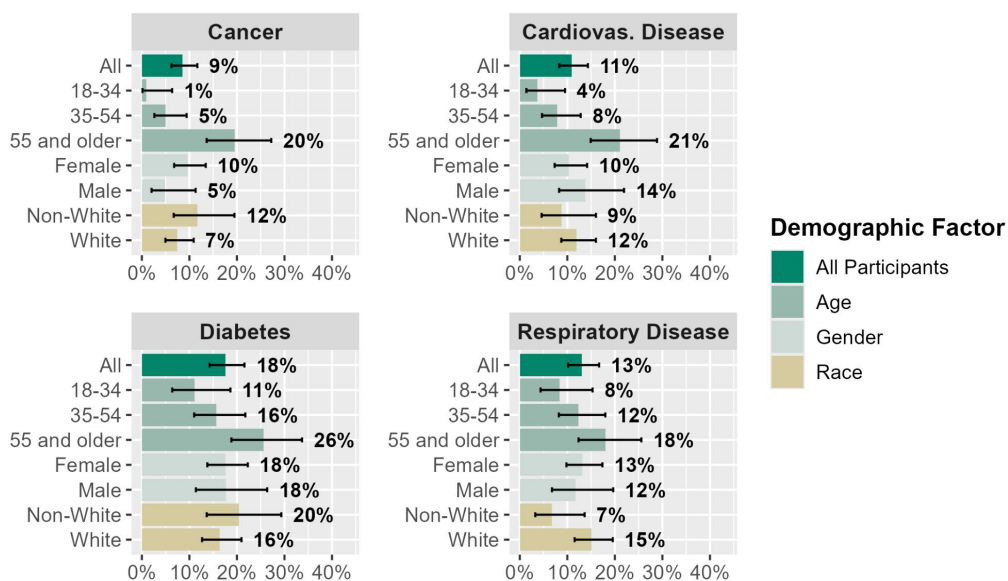 Cancer
All 9%
18-34 1%
35-54 5%
55 and older 20%
Female 10%
Male 5%
Non-White 12%
White 7%
0% 10% 20% 30% 40%
Cardiovas. Disease
All 11%
18-34 4%
35-54 8%
55 and older 21%
Female 10%
Male 14%
Non-White 9%
White 12%
0% 10% 20% 30% 40%
Diabetes
All 18%
18-34 11%
35-54 16%
55 and older 26%
Female 18%
Male 18%
Non-White 20%
White 16%
0% 10% 20% 30% 40%
Respiratory Disease
All 13%
18-34 8%
35-54 12%
55 and older 18%
Female 13%
Male 12%
Non-White 7%
White 15%
0% 10% 20% 30% 40%
Demographic Factor
All Participants
Age
Gender
Race